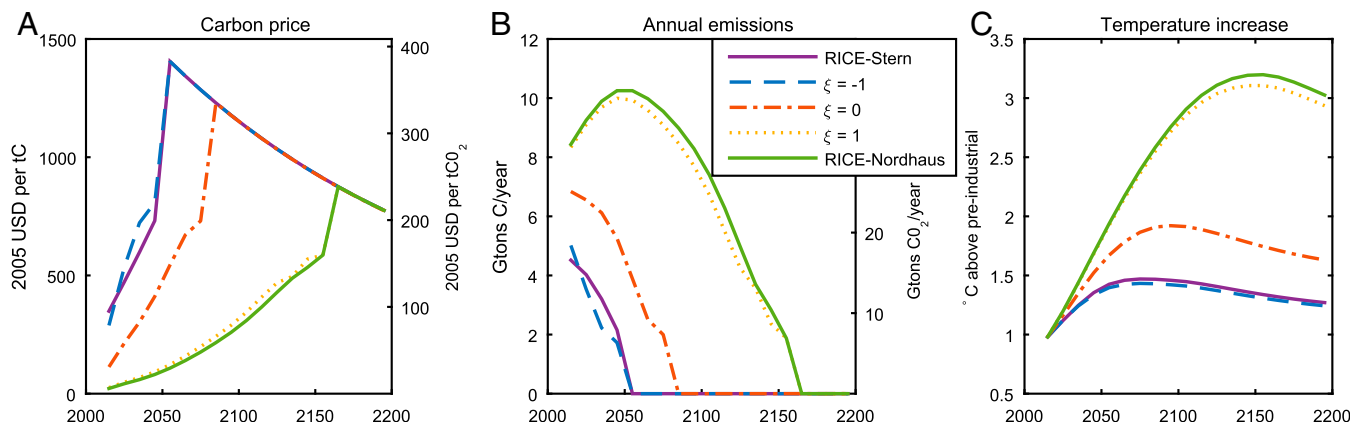 A
Carbon price
1500
1000
500
0
400
300
200
100
2005 USD per tC
2005 USD per tC0₂
2000
2050
2100
2150
2200
B
Annual emissions
12
10
8
6
4
2
0
20
10
Gtons C/year
Gtons C0₂/year
2000
2050
2100
2150
2200
RICE-Stern
ξ = -1
ξ = 0
ξ = 1
RICE-Nordhaus
C
Temperature increase
3.5
3
2.5
2
1.5
1
0.5
°C above pre-industrial
2000
2050
2100
2150
2200